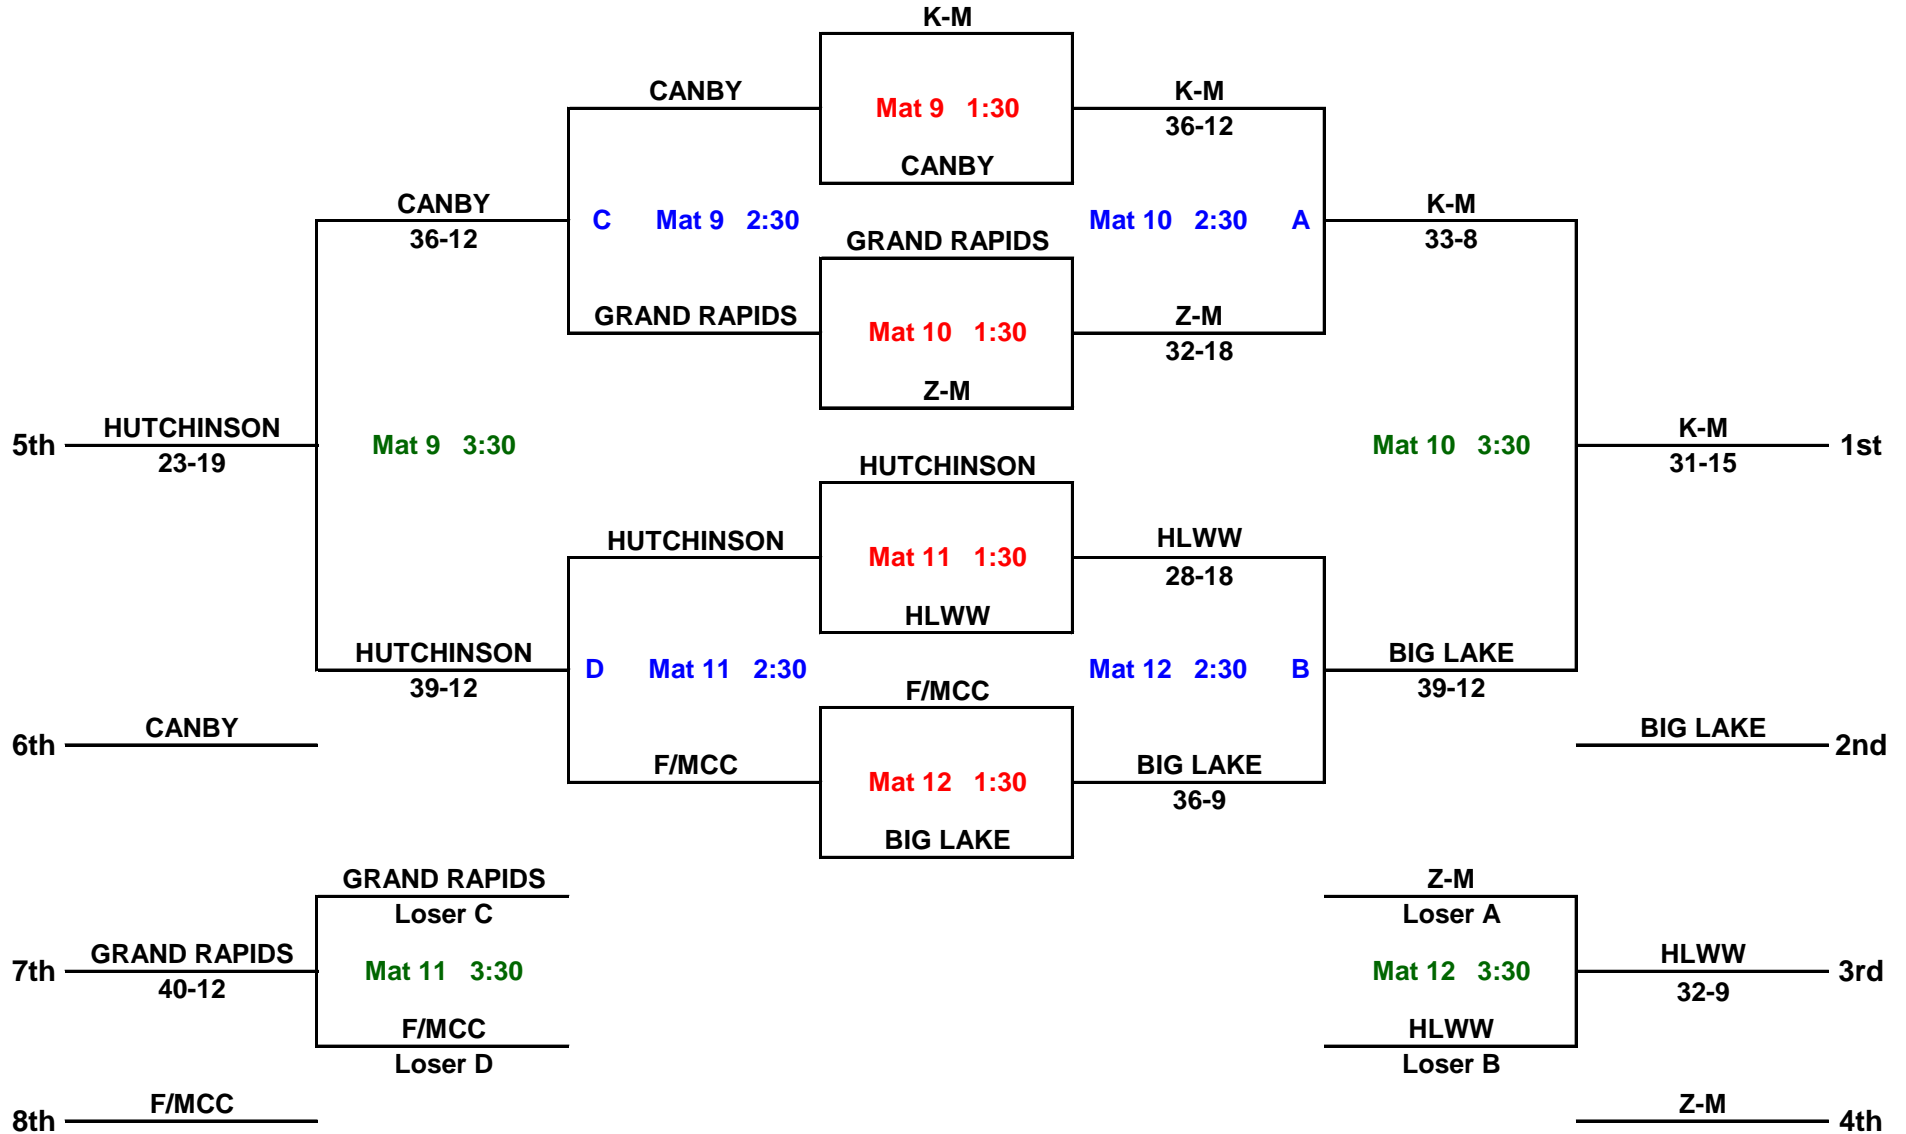 K-M
CANBY
Mat 9 1:30
K-M
36-12
CANBY
CANBY
36-12
C Mat 9 2:30
Mat 10 2:30 A
K-M
33-8
GRAND RAPIDS
GRAND RAPIDS
Mat 10 1:30
Z-M
32-18
Z-M
5th
HUTCHINSON
23-19
Mat 9 3:30
Mat 10 3:30
K-M
31-15
1st
HUTCHINSON
HUTCHINSON
Mat 11 1:30
HLWW
28-18
HLWW
HUTCHINSON
39-12
D Mat 11 2:30
Mat 12 2:30 B
BIG LAKE
39-12
F/MCC
6th
CANBY
BIG LAKE
2nd
F/MCC
Mat 12 1:30
BIG LAKE
36-9
BIG LAKE
GRAND RAPIDS
Loser C
Z-M
Loser A
7th
GRAND RAPIDS
40-12
Mat 11 3:30
Mat 12 3:30
HLWW
32-9
3rd
F/MCC
Loser D
HLWW
Loser B
8th
F/MCC
Z-M
4th